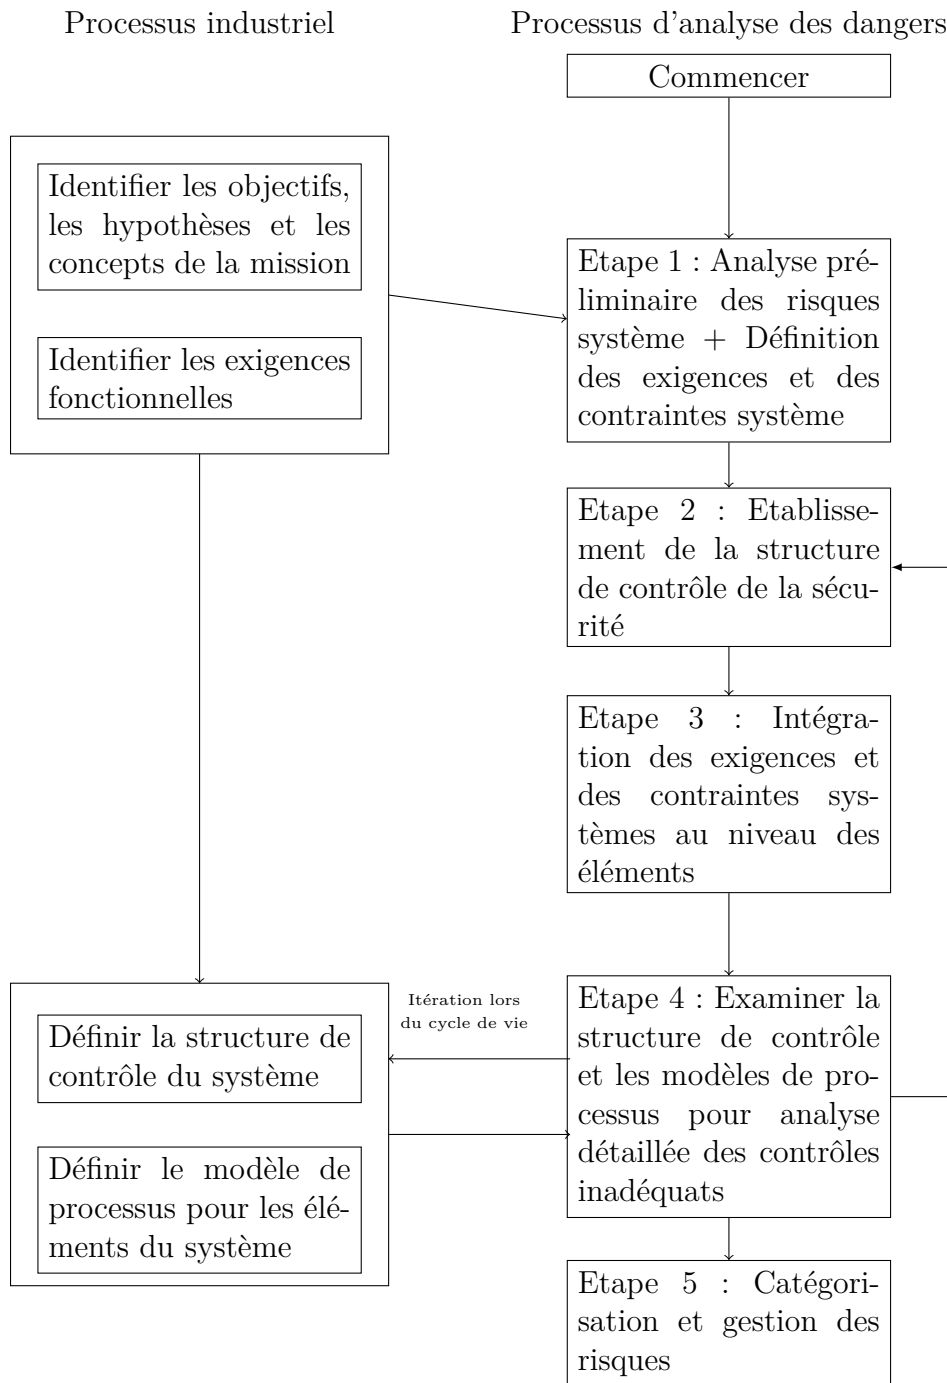 Processus industriel
Processus d'analyse des dangers
Commencer
Identifier les objectifs,
les hypothèses et les
concepts de la mission
Identifier les exigences
fonctionnelles
Etape 1 : Analyse pré-
liminaire des risques
système + Définition
des exigences et des
contraintes système
Etape 2 : Etablisse-
ment de la structure
de contrôle de la sécu-
rité
Etape 3 : Intégra-
tion des exigences et
des contraintes sys-
tèmes au niveau des
éléments
Itération lors
du cycle de vie
Définir la structure de
contrôle du système
Définir le modèle de
processus pour les élé-
ments du système
Etape 4 : Examiner la
structure de contrôle
et les modèles de pro-
cessus pour analyse
détaillée des contrôles
inadéquats
Etape 5 : Catégori-
sation et gestion des
risques